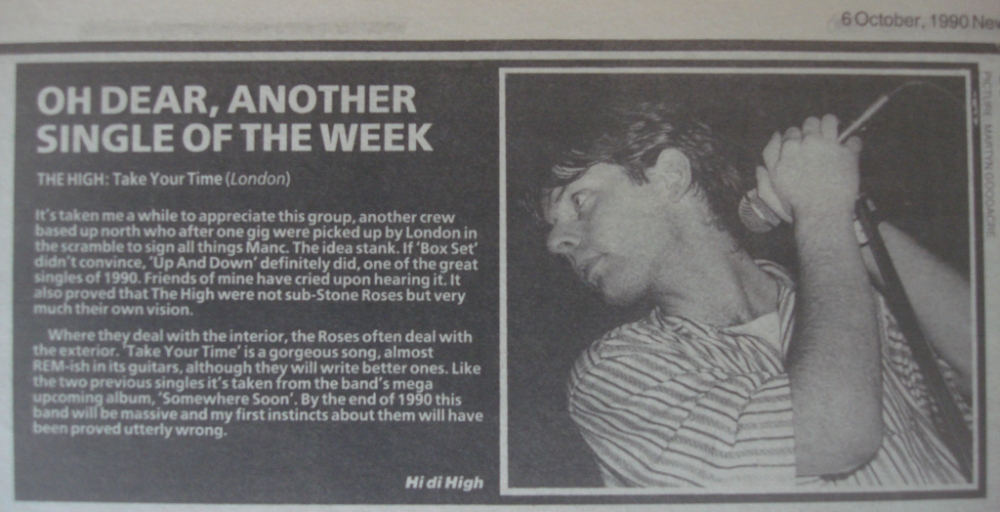 6 October, 1990 New
OH DEAR, ANOTHER
SINGLE OF THE WEEK
THE HIGH: Take Your Time (London)
It's taken me a while to appreciate this group, another crew
based up north who after one gig were picked up by London in
the scramble to sign all things Manc. The idea stank. If 'Box Set'
didn't convince, 'Up And Down' definitely did, one of the great
singles of 1990. Friends of mine have cried upon hearing it. It
also proved that The High were not sub-Stone Roses but very
much their own vision.
Where they deal with the interior, the Roses often deal with
the exterior. 'Take Your Time' is a gorgeous song, almost
REM-ish in its guitars, although they will write better ones. Like
the two previous singles it's taken from the band's mega
upcoming album, 'Somewhere Soon'. By the end of 1990 this
band will be massive and my first instincts about them will have
been proved utterly wrong.
Hi di High
PICTURE MARTYN GOODACRE